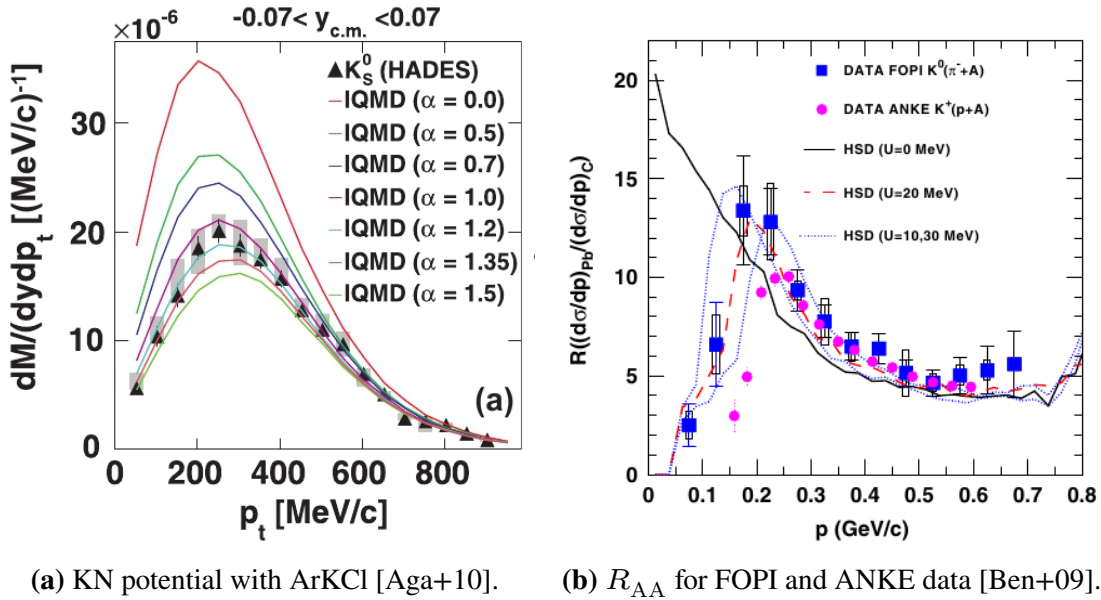 ×10⁻⁶
-0.07< y_c.m. <0.07
dM/(dydp_t) [(MeV/c)⁻¹]
30
20
10
0
▲K⁰_S (HADES)
IQMD (α = 0.0)
IQMD (α = 0.5)
IQMD (α = 0.7)
IQMD (α = 1.0)
IQMD (α = 1.2)
IQMD (α = 1.35)
IQMD (α = 1.5)
(a)
0 200 400 600 800
p_t [MeV/c]
R((dσ/dp)_Pb/(dσ/dp)_C)
20
15
10
5
0
DATA FOPI K⁰(π⁻+A)
DATA ANKE K⁺(p+A)
HSD (U=0 MeV)
HSD (U=20 MeV)
HSD (U=10,30 MeV)
0 0.1 0.2 0.3 0.4 0.5 0.6 0.7 0.8
p (GeV/c)
(a) KN potential with ArKCl [Aga+10].
(b) R_AA for FOPI and ANKE data [Ben+09].